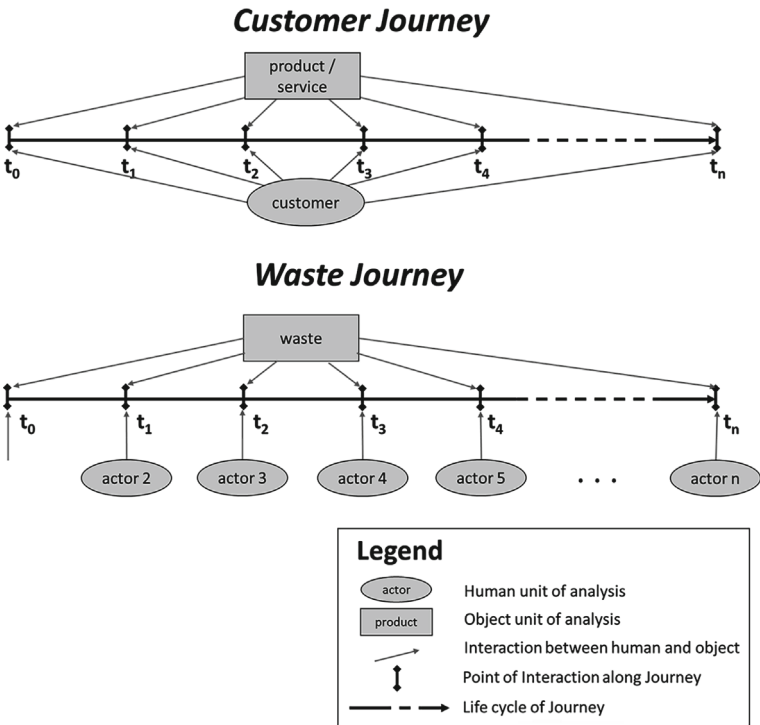 Customer Journey
product /
service
t0 t1 t2 t3 t4 tn
customer
Waste Journey
waste
t0 t1 t2 t3 t4 tn
actor 2 actor 3 actor 4 actor 5 . . . actor n
Legend
actor Human unit of analysis
product Object unit of analysis
Interaction between human and object
Point of Interaction along Journey
Life cycle of Journey